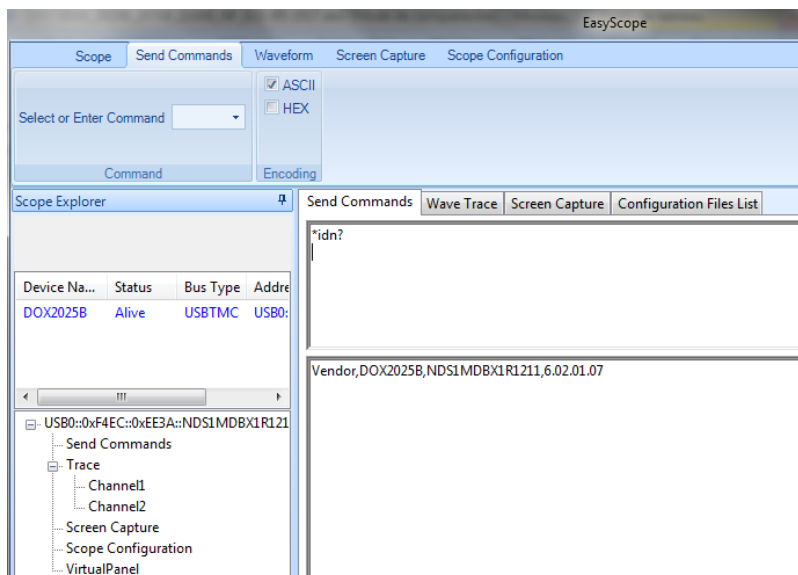 EasyScope
Scope Send Commands Waveform Screen Capture Scope Configuration
ASCII
HEX
Select or Enter Command
Command Encoding
Scope Explorer
Send Commands Wave Trace Screen Capture Configuration Files List
*idn?
Device Na... Status Bus Type Addre
DOX2025B Alive USBTMC USB0:
Vendor,DOX2025B,NDS1MDBX1R1211,6.02.01.07
USB0::0xF4EC::0xEE3A::NDS1MDBX1R121
Send Commands
Trace
Channel1
Channel2
Screen Capture
Scope Configuration
VirtualPanel